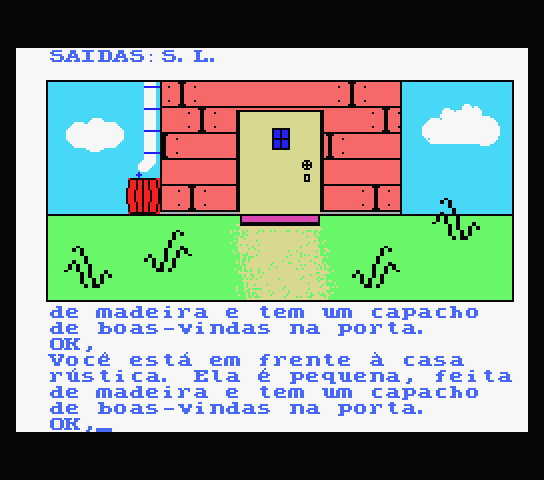 SAIDAS: S. L.
de madeira e tem um capacho
de boas-vindas na porta.
OK,
Você está em frente à casa
rústica. Ela é pequena, feita
de madeira e tem um capacho
de boas-vindas na porta.
OK,_